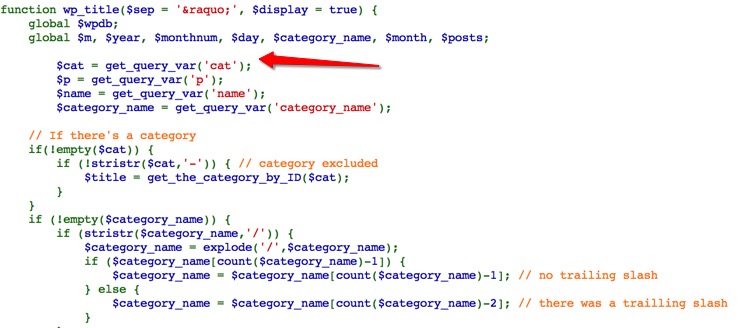 function wp_title($sep = '&raquo;', $display = true) {
    global $wpdb;
    global $m, $year, $monthnum, $day, $category_name, $month, $posts;

        $cat = get_query_var('cat');
        $p = get_query_var('p');
        $name = get_query_var('name');
        $category_name = get_query_var('category_name');

    // If there's a category
    if(!empty($cat)) {
        if (!stristr($cat,'-')) { // category excluded
            $title = get_the_category_by_ID($cat);
        }
    }
    if (!empty($category_name)) {
        if (stristr($category_name,'/')) {
            $category_name = explode('/',$category_name);
            if ($category_name[count($category_name)-1]) {
                $category_name = $category_name[count($category_name)-1]; // no trailing slash
            } else {
                $category_name = $category_name[count($category_name)-2]; // there was a trailling slash
            }